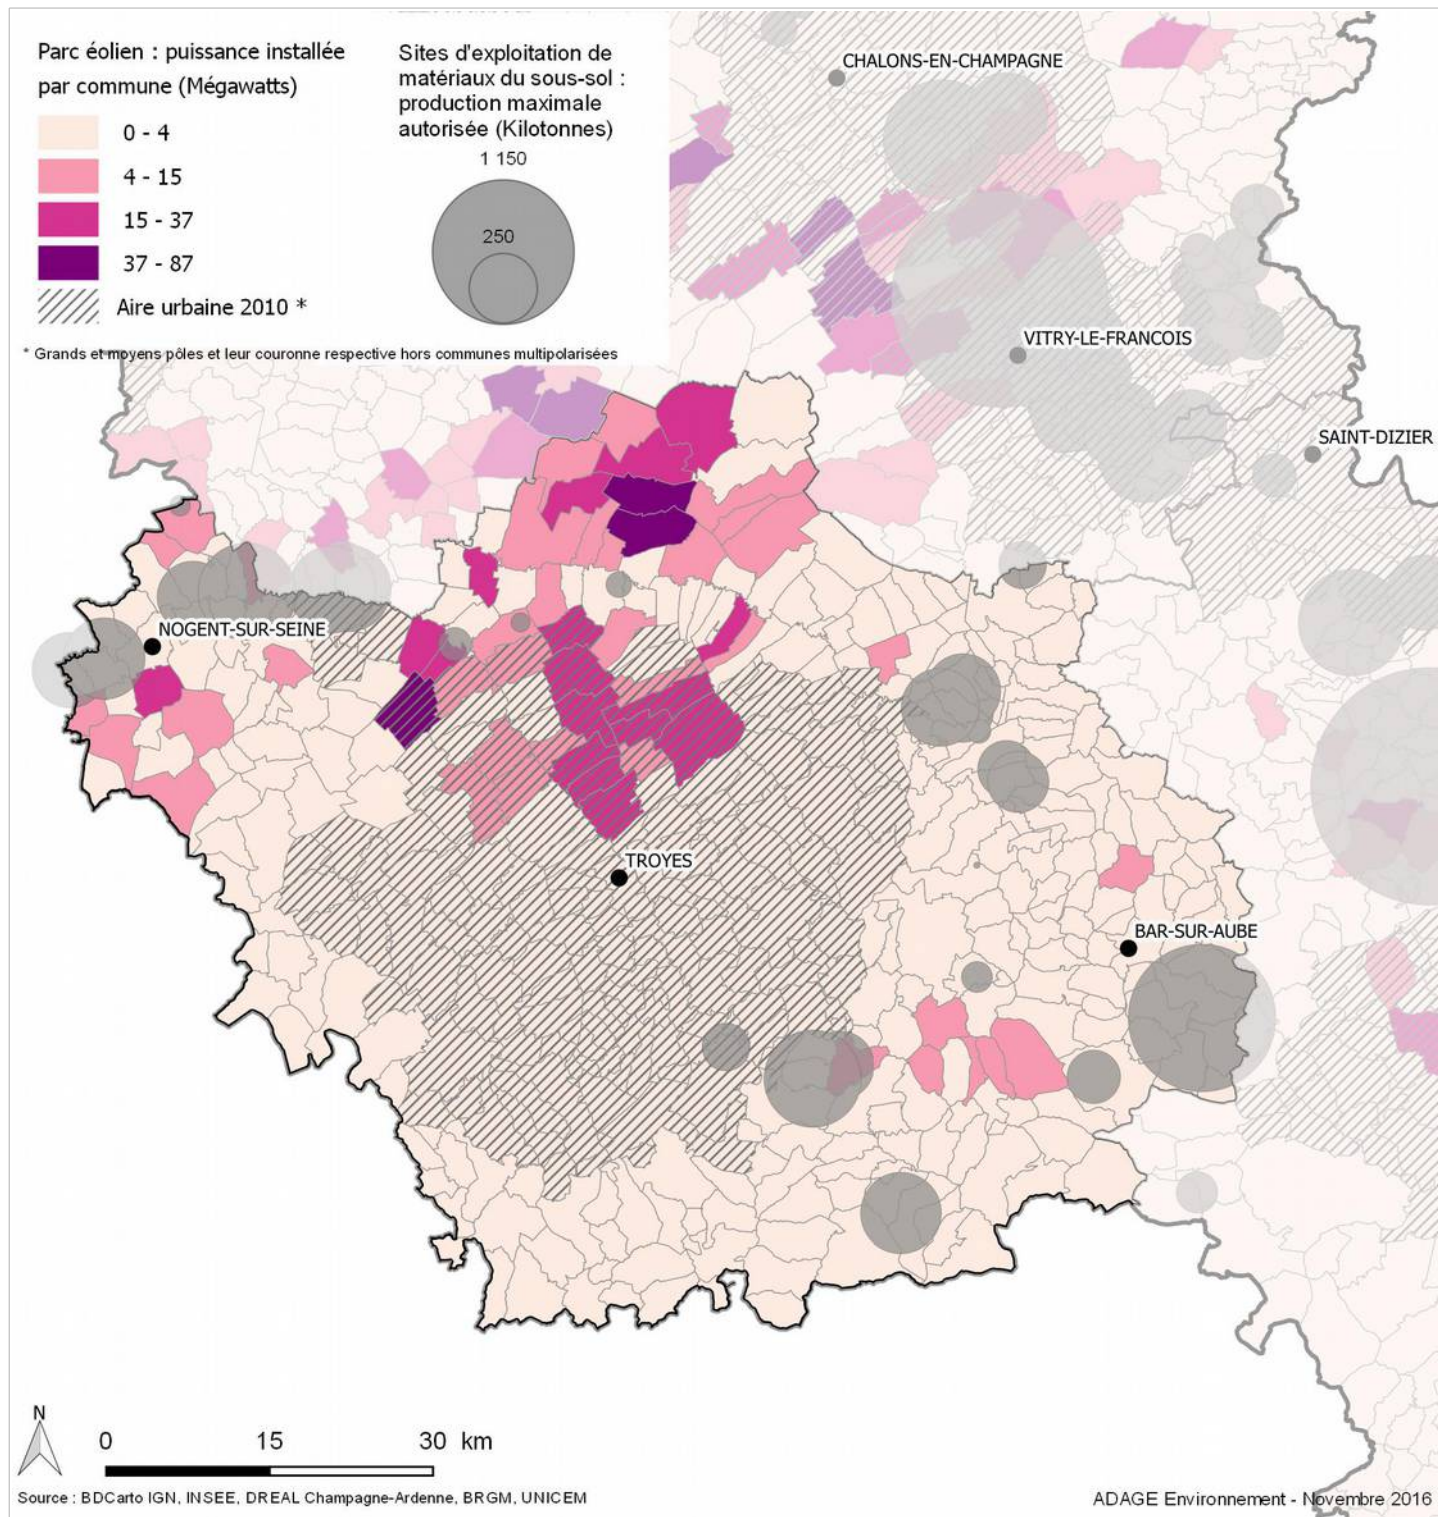 Parc éolien : puissance installée
par commune (Mégawatts)
0 - 4
4 - 15
15 - 37
37 - 87
Aire urbaine 2010 *
* Grands et moyens pôles et leur couronne respective hors communes multipolarisées
Sites d'exploitation de
matériaux du sous-sol :
production maximale
autorisée (Kilotonnes)
1 150
250
CHALONS-EN-CHAMPAGNE
VITRY-LE-FRANCOIS
SAINT-DIZIER
NOGENT-SUR-SEINE
TROYES
BAR-SUR-AUBE
N
0 15 30 km
Source : BDCarto IGN, INSEE, DREAL Champagne-Ardenne, BRGM, UNICEM
ADAGE Environnement - Novembre 2016